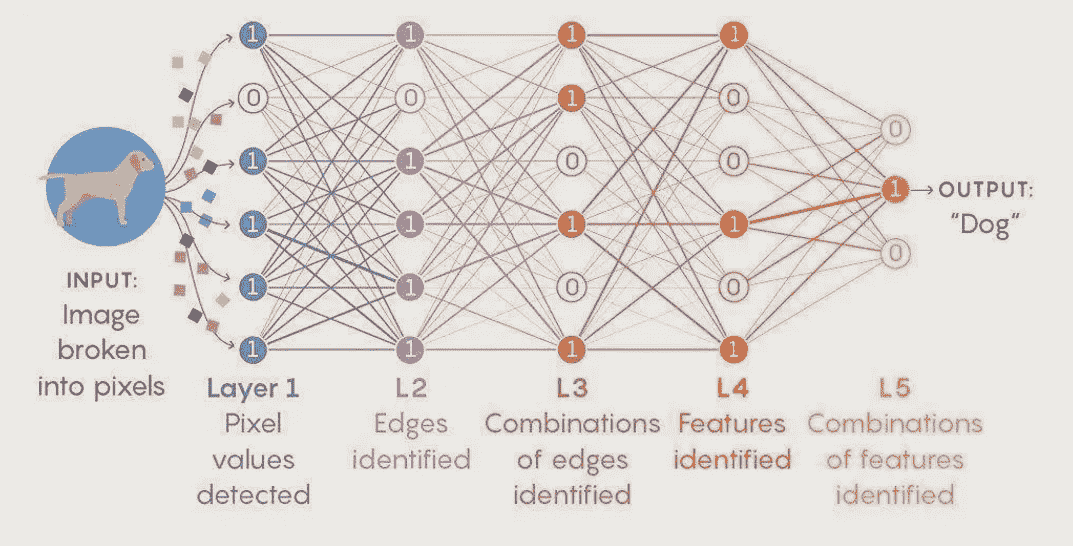 1 1 1 1
0 0 1 0
0
1 1 0 0
INPUT:
Image
broken
into pixels
1 OUTPUT:
“Dog“
1 1 1 1
0
1 1 0 0
1 1 1 1
Layer 1
Pixel
values
detected
L2
Edges
identified
L3
Combinations
of edges
identified
L4
Features
identified
L5
Combinations
of features
identified